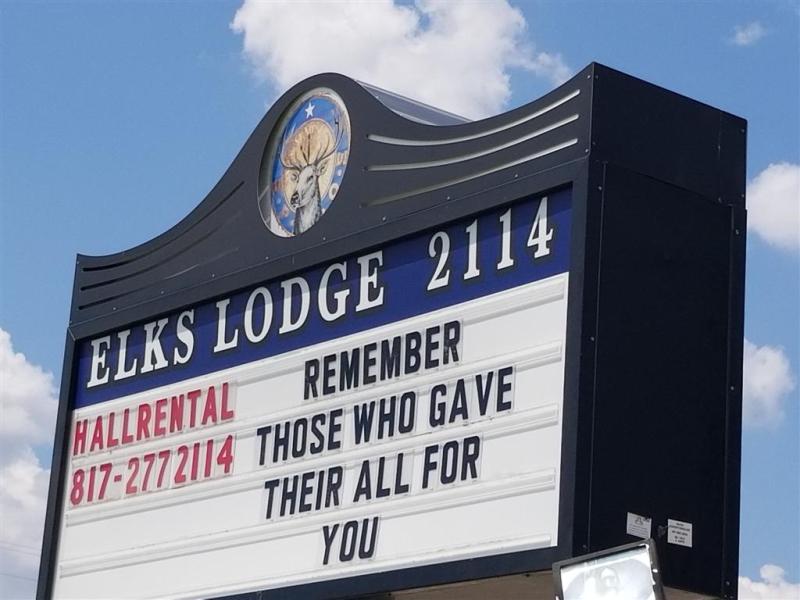 ELKS LODGE 2114
HALLRENTAL
817-2772114
REMEMBER
THOSE WHO GAVE
THEIR ALL FOR
YOU